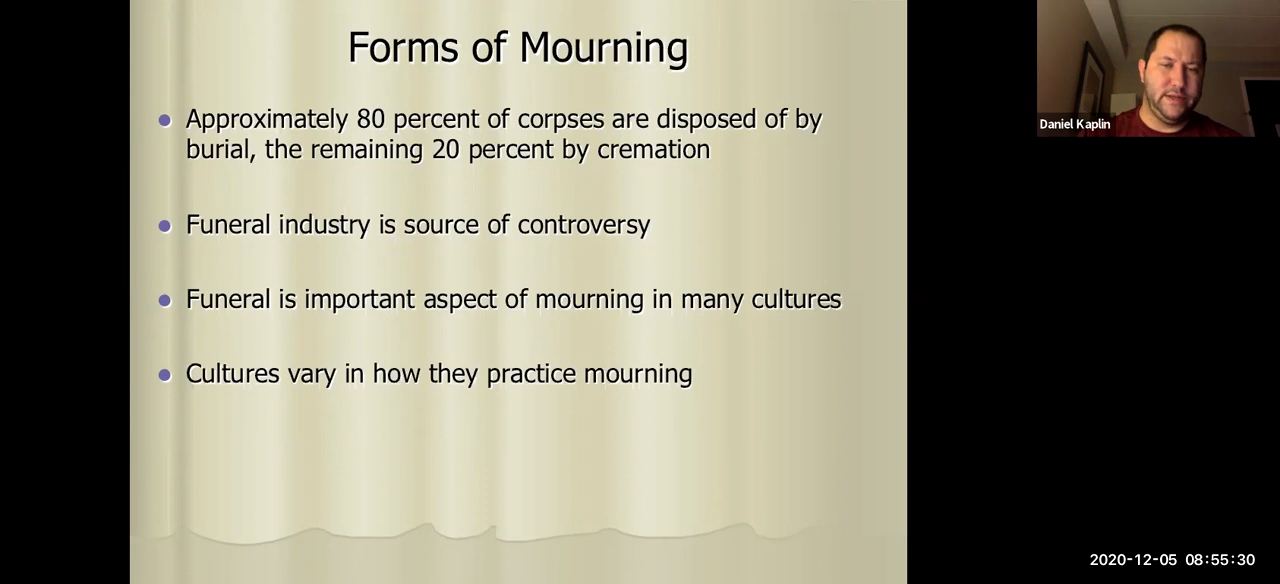 Forms of Mourning
Approximately 80 percent of corpses are disposed of by
burial, the remaining 20 percent by cremation
Funeral industry is source of controversy
Funeral is important aspect of mourning in many cultures
Cultures vary in how they practice mourning
Daniel Kaplin
2020-12-05 08:55:30